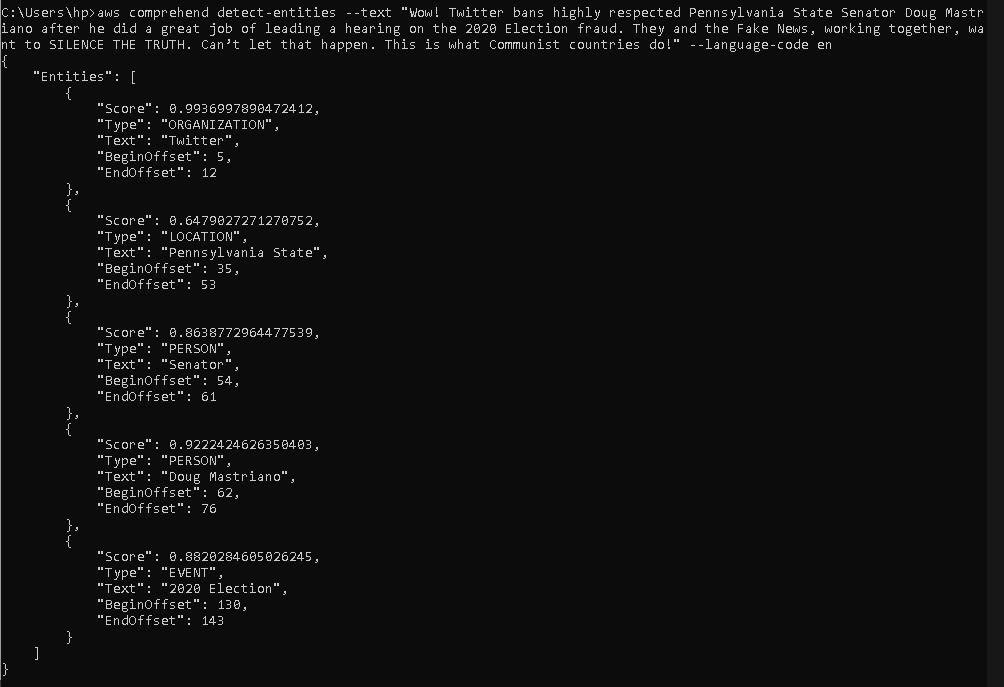 C:\Users\hp>aws comprehend detect-entities --text "Wow! Twitter bans highly respected Pennsylvania State Senator Doug Mastr
iano after he did a great job of leading a hearing on the 2020 Election fraud. They and the Fake News, working together, wa
nt to SILENCE THE TRUTH. Can’t let that happen. This is what Communist countries do!" --language-code en
{
    "Entities": [
        {
            "Score": 0.9936997890472412,
            "Type": "ORGANIZATION",
            "Text": "Twitter",
            "BeginOffset": 5,
            "EndOffset": 12
        },
        {
            "Score": 0.6479027271270752,
            "Type": "LOCATION",
            "Text": "Pennsylvania State",
            "BeginOffset": 35,
            "EndOffset": 53
        },
        {
            "Score": 0.8638772964477539,
            "Type": "PERSON",
            "Text": "Senator",
            "BeginOffset": 54,
            "EndOffset": 61
        },
        {
            "Score": 0.9222424626350403,
            "Type": "PERSON",
            "Text": "Doug Mastriano",
            "BeginOffset": 62,
            "EndOffset": 76
        },
        {
            "Score": 0.8820284605026245,
            "Type": "EVENT",
            "Text": "2020 Election",
            "BeginOffset": 130,
            "EndOffset": 143
        }
    ]
}